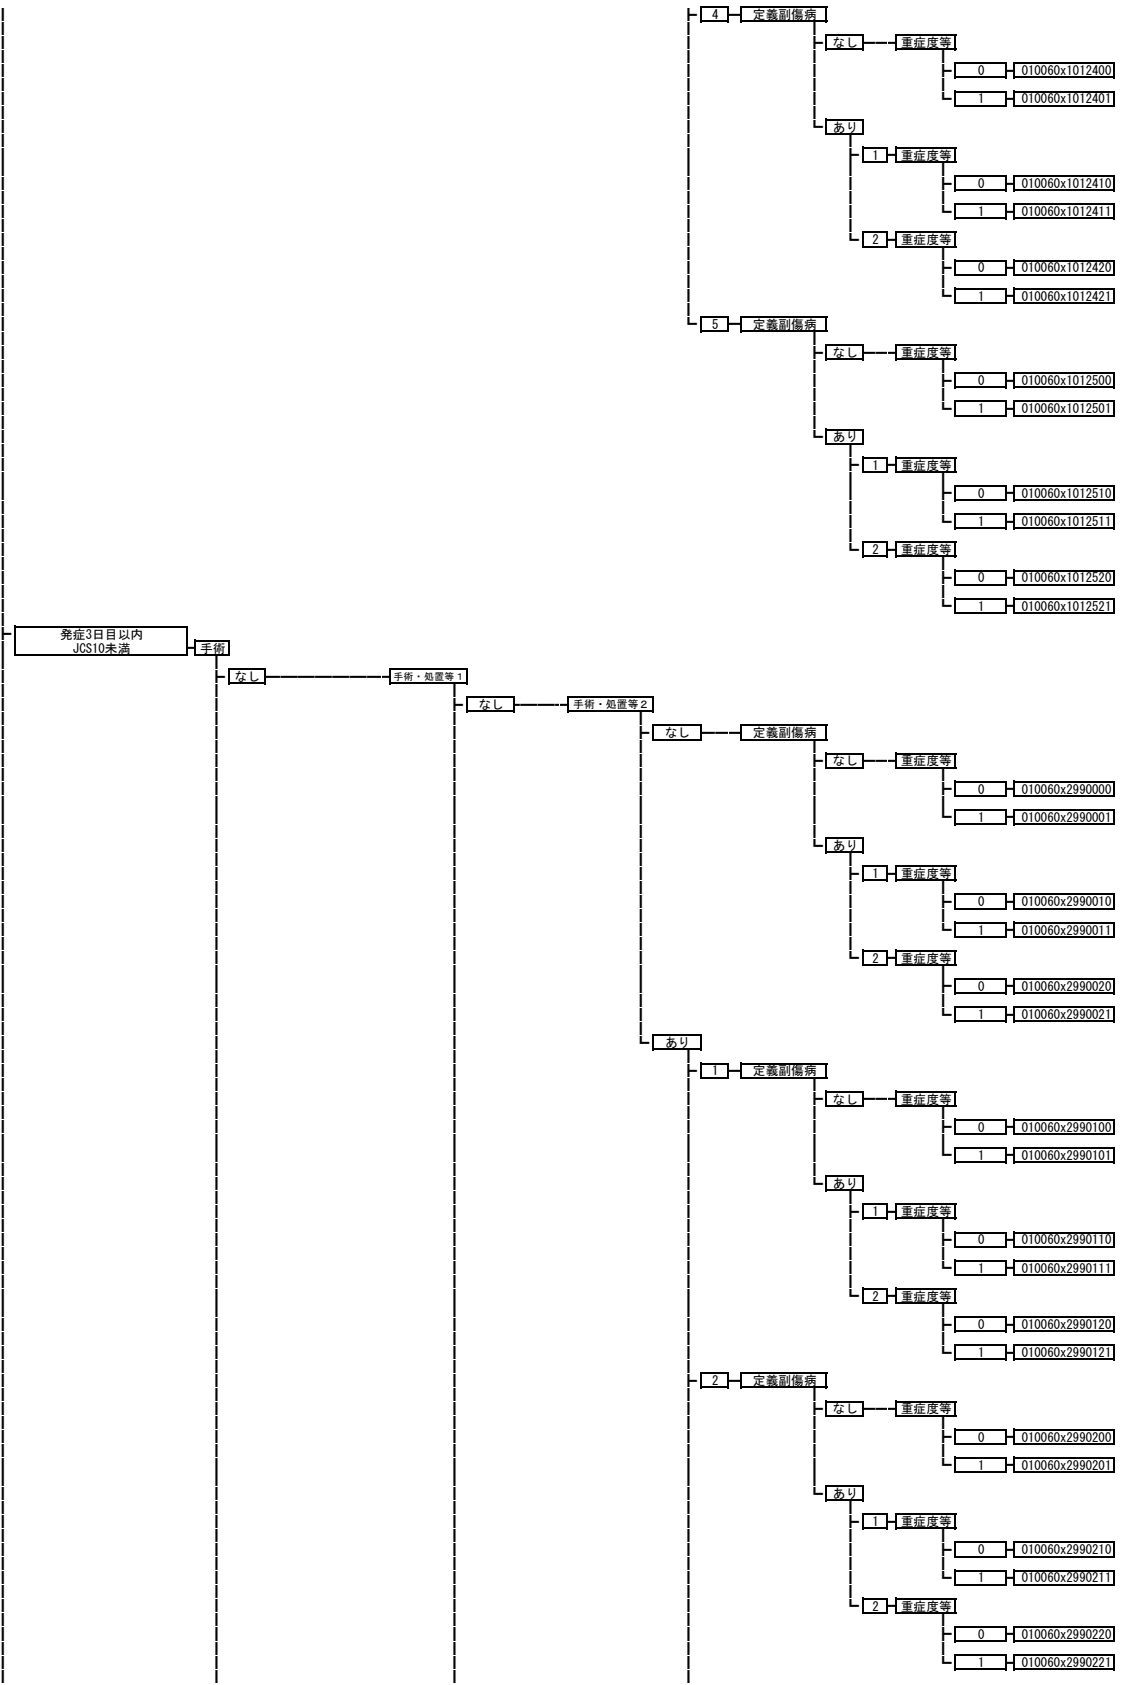 4 定義副傷病
なし 重症度等
0 010060x1012400
1 010060x1012401
あり
1 重症度等
0 010060x1012410
1 010060x1012411
2 重症度等
0 010060x1012420
1 010060x1012421
5 定義副傷病
なし 重症度等
0 010060x1012500
1 010060x1012501
あり
1 重症度等
0 010060x1012510
1 010060x1012511
2 重症度等
0 010060x1012520
1 010060x1012521
発症3日目以内
JCS10未満
手術
なし 手術・処置等1
なし 手術・処置等2
なし 定義副傷病
なし 重症度等
0 010060x2990000
1 010060x2990001
あり
1 重症度等
0 010060x2990010
1 010060x2990011
2 重症度等
0 010060x2990020
1 010060x2990021
あり
1 定義副傷病
なし 重症度等
0 010060x2990100
1 010060x2990101
あり
1 重症度等
0 010060x2990110
1 010060x2990111
2 重症度等
0 010060x2990120
1 010060x2990121
2 定義副傷病
なし 重症度等
0 010060x2990200
1 010060x2990201
あり
1 重症度等
0 010060x2990210
1 010060x2990211
2 重症度等
0 010060x2990220
1 010060x2990221